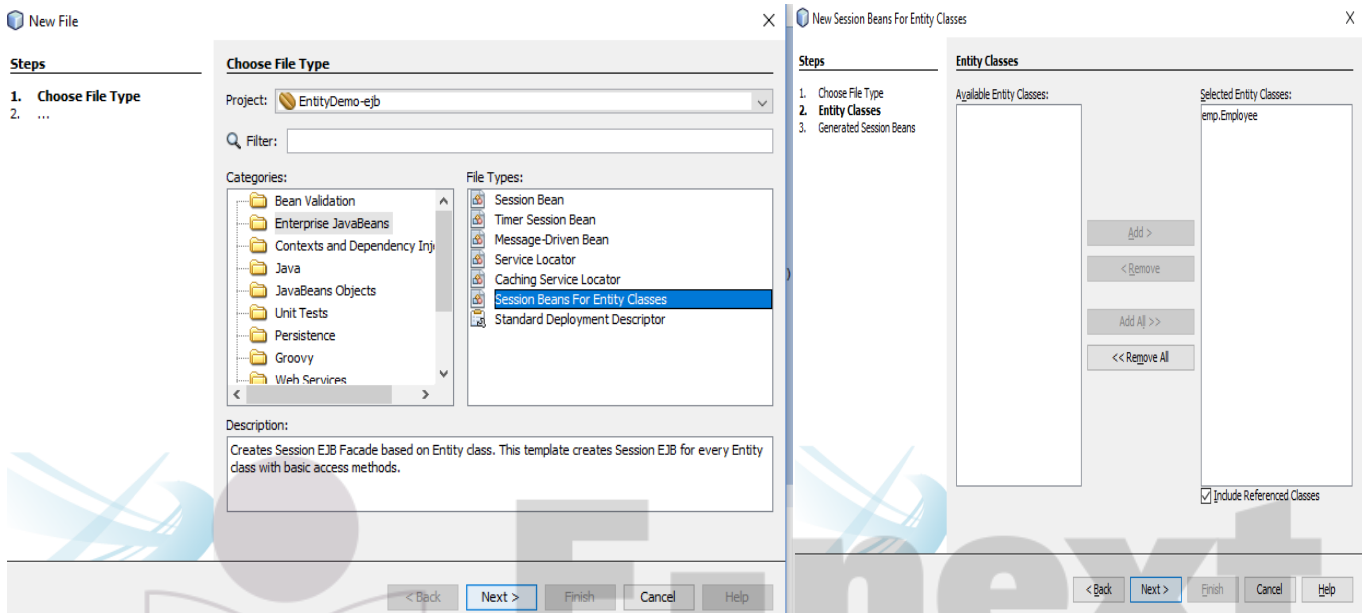 New File
Steps
1. Choose File Type
2. ...
Choose File Type
Project: EntityDemo-ejb
Filter:
Categories:
Bean Validation
Enterprise JavaBeans
Contexts and Dependency Inj
Java
JavaBeans Objects
Unit Tests
Persistence
Groovy
Web Services
File Types:
Session Bean
Timer Session Bean
Message-Driven Bean
Service Locator
Caching Service Locator
Session Beans For Entity Classes
Standard Deployment Descriptor
Description:
Creates Session EJB Facade based on Entity class. This template creates Session EJB for every Entity
class with basic access methods.
< Back Next > Finish Cancel Help
New Session Beans For Entity Classes
Steps
1. Choose File Type
2. Entity Classes
3. Generated Session Beans
Entity Classes
Available Entity Classes:
Selected Entity Classes:
emp.Employee
Add >
< Remove
Add All >>
<< Remove All
Include Referenced Classes
< Back Next > Finish Cancel Help
next